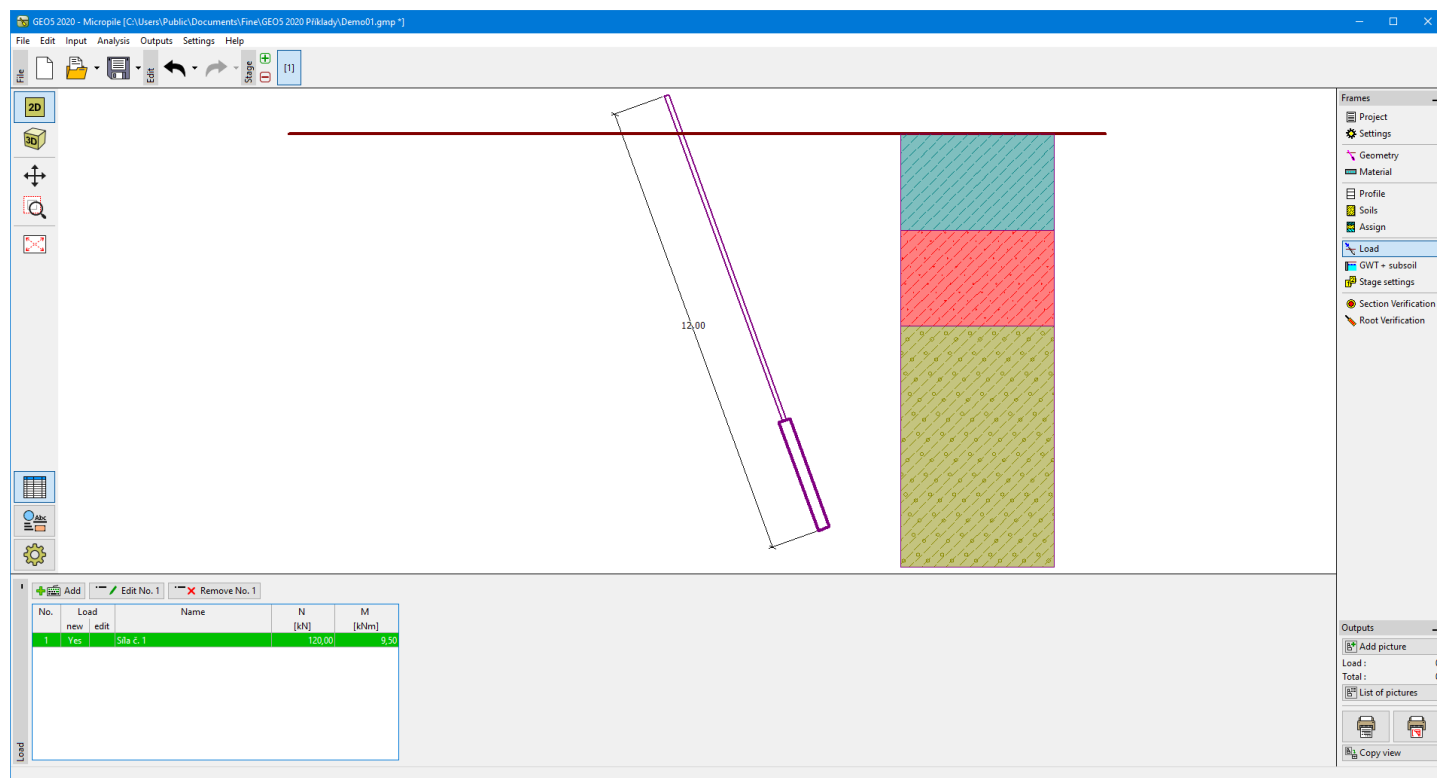 GEO5 2020 - Micropile [C:\Users\Public\Documents\Fine\GEO5 2020 Příklady\Demo01.gmp *]
File Edit Input Analysis Outputs Settings Help
File
Edit
Stage
[1]
2D
3D
12,00
Abc
Frames
Project
Settings
Geometry
Material
Profile
Soils
Assign
Load
GWT + subsoil
Stage settings
Section Verification
Root Verification
Load
Add Edit No. 1 Remove No. 1
No. Load Name N M
new edit [kN] [kNm]
1 Yes Síla č. 1 120,00 9,50
Outputs
Add picture
Load :
Total :
List of pictures
Copy view